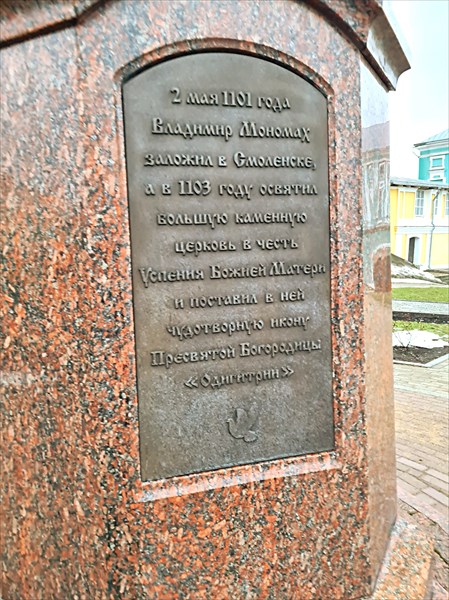 2 мая 1101 года
Владимир Мономах
заложил в Смоленске,
а в 1103 году освятил
большую каменную
церковь в честь
Успения Божией Матери
и поставил в ней
чудотворную икону
Пресвятой Богородицы
«Одигитрии»